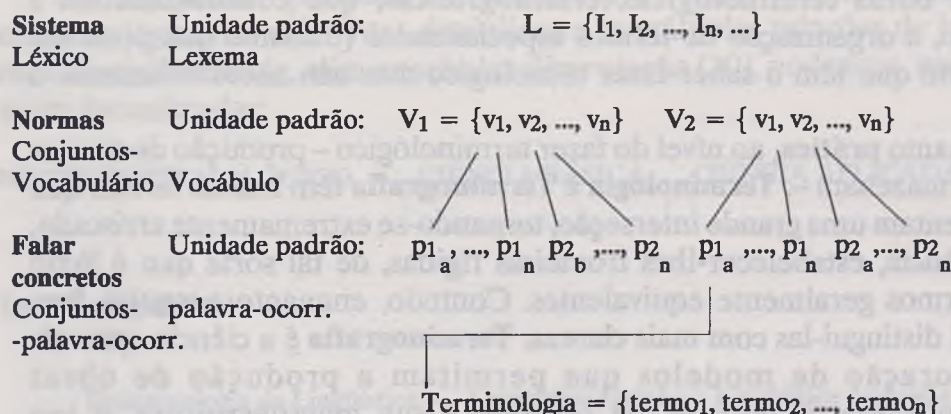 Sistema Unidade padrão: L = {I1, I2, ..., In, ...}
Léxico Lexema
Normas Unidade padrão: V1 = {v1, v2, ..., vn} V2 = { v1, v2, ..., vn}
Conjuntos-
Vocabulário Vocábulo
Falar Unidade padrão: p1a, ..., p1n p2b, ..., p2n p1a, ..., p1n p2a, ..., p2n
concretos
Conjuntos- palavra-ocorr.
-palavra-ocorr.
Terminologia = {termo1, termo2, ..., termon}